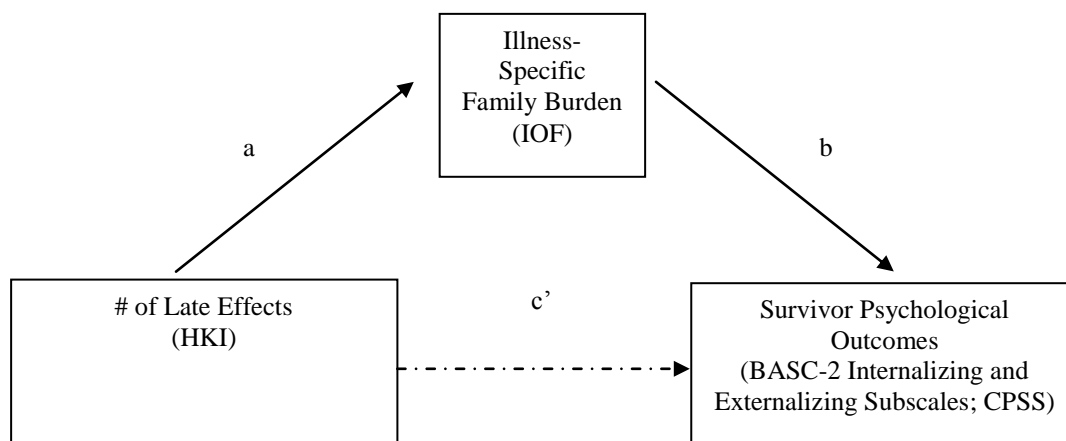 Illness-
Specific
Family Burden
(IOF)
a
b
# of Late Effects
(HKI)
c’
Survivor Psychological
Outcomes
(BASC-2 Internalizing and
Externalizing Subscales; CPSS)